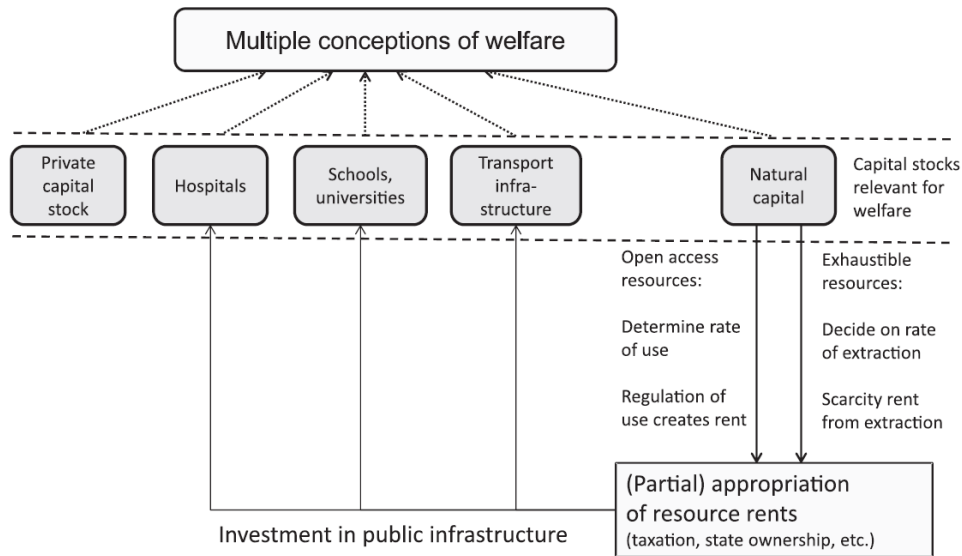 Multiple conceptions of welfare
Private
capital
stock
Hospitals
Schools,
universities
Transport
infra-
structure
Natural
capital
Capital stocks
relevant for
welfare
Open access
resources:
Determine rate
of use
Regulation of
use creates rent
Exhaustible
resources:
Decide on rate
of extraction
Scarcity rent
from extraction
(Partial) appropriation
of resource rents
(taxation, state ownership, etc.)
Investment in public infrastructure